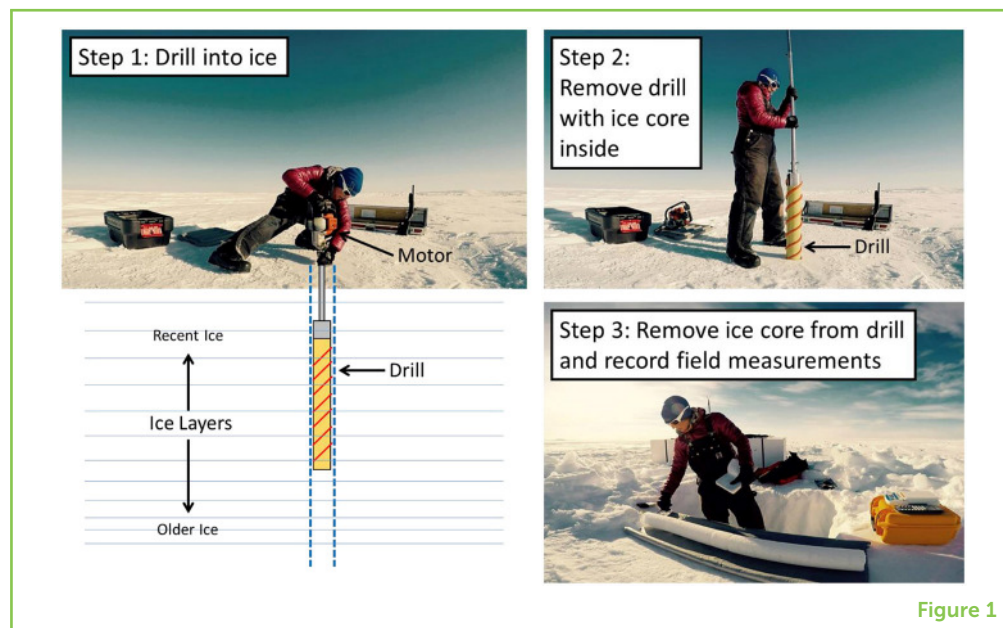 Step 1: Drill into ice
Motor
Recent Ice
Drill
Ice Layers
Older Ice
Step 2:
Remove drill
with ice core
inside
Drill
Step 3: Remove ice core from drill
and record field measurements
Figure 1